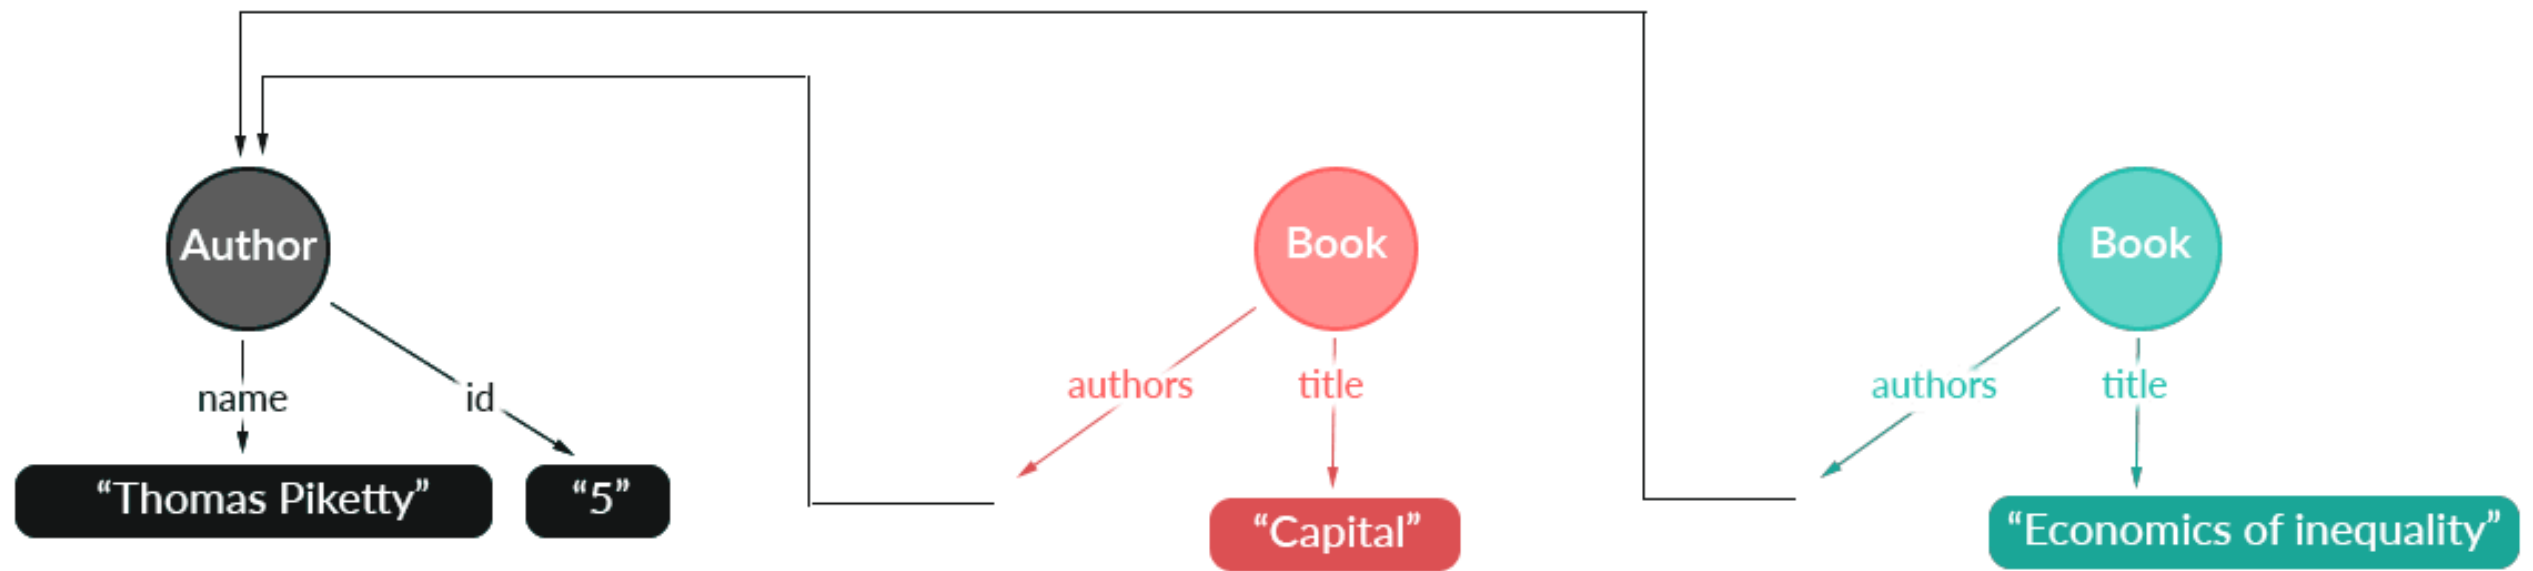 Author
Book
Book
authors
title
authors
title
name
id
“Thomas Piketty”
“5”
“Capital”
“Economics of inequality”